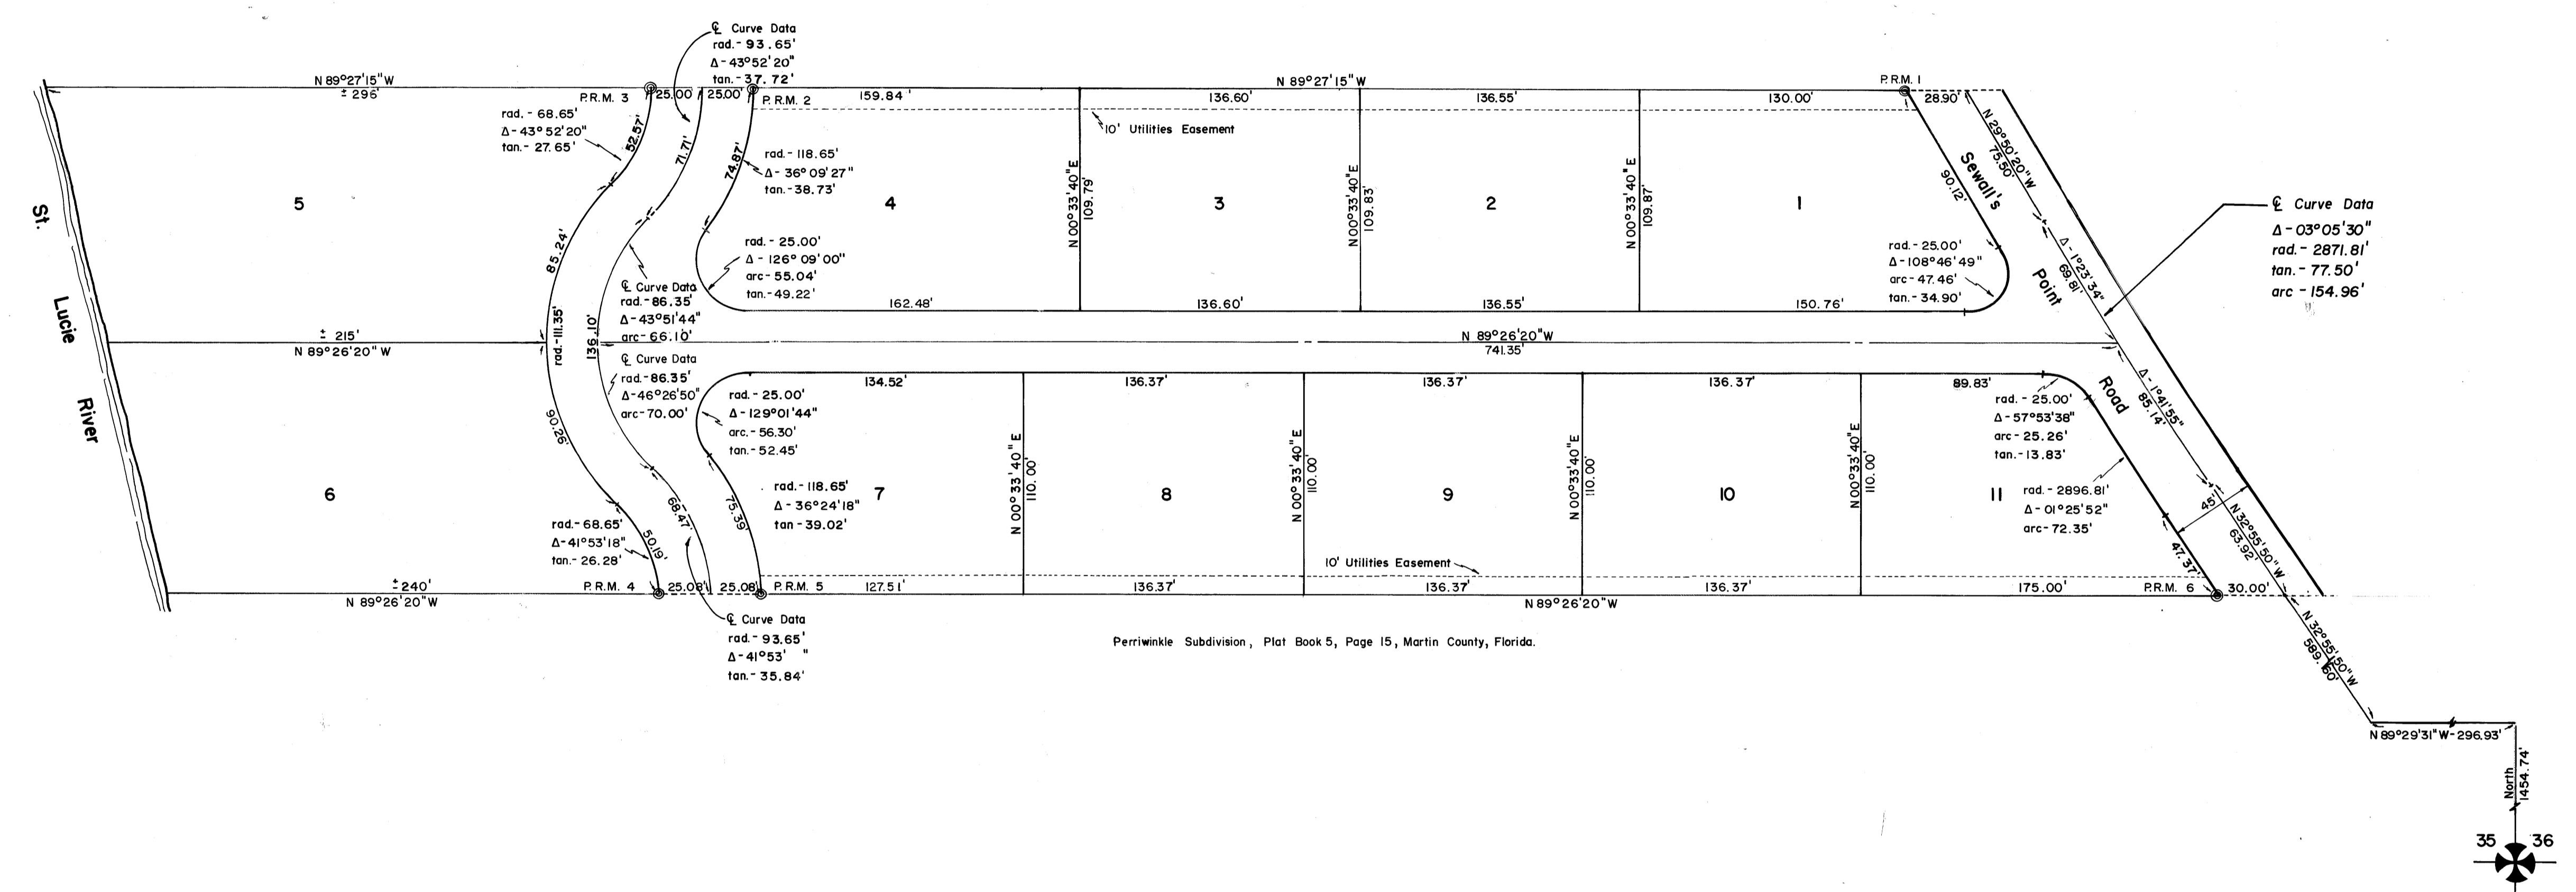 ℄ Curve Data
rad.- 93.65'
Δ-43°52'20"
tan.- 37.72'
N 89°27'15"W
± 296'
P.R.M. 3
25.00'
25.00'
P.R.M. 2
159.84'
N 89°27'15"W
136.60'
136.55'
130.00'
P.R.M. 1
28.90'
10' Utilities Easement
rad. - 68.65'
Δ-43°52'20"
tan.- 27.65'
52.57'
71.71'
74.87'
rad.- 118.65'
Δ- 36°09'27"
tan.-38.73'
N 00°33'40"E
109.79'
N 00°33'40"E
109.83'
N 00°33'40"E
109.87'
N 29°50'20"W
75.50'
Sewall's
Point
Road
90.12'
5
4
3
2
1
St.
Lucie
River
85.24'
rad. - 25.00'
Δ - 126°09'00"
arc- 55.04'
tan.-49.22'
rad.- 25.00'
Δ-108°46'49"
arc- 47.46'
tan.- 34.90'
Δ-1°23'34"
69.81'
℄ Curve Data
Δ-03°05'30"
rad.- 2871.81'
tan.- 77.50'
arc -154.96'
℄ Curve Data
rad.-86.35'
Δ-43°51'44"
arc-66.10'
162.48'
136.60'
136.55'
150.76'
± 215'
N 89°26'20"W
rad.-111.35'
136.10'
N 89°26'20"W
741.35'
℄ Curve Data
rad.-86.35'
Δ-46°26'50"
arc-70.00'
134.52'
136.37'
136.37'
136.37'
89.83'
90.26'
rad.- 25.00'
Δ-129°01'44"
arc.- 56.30'
tan.-52.45'
rad.- 25.00'
Δ-57°53'38"
arc-25.26'
tan.-13.83'
Δ-1°41'55"
85.14'
N 00°33'40"E
110.00'
N 00°33'40"E
110.00'
N 00°33'40"E
110.00'
N 00°33'40"E
110.00'
6
7
8
9
10
11
rad.- 118.65'
Δ - 36°24'18"
tan -39.02'
68.47'
75.39'
rad.- 68.65'
Δ-41°53'18"
tan.-26.28'
50.19'
rad.- 2896.81'
Δ-01°25'52"
arc-72.35'
45'
N 32°55'50"W
63.92'
47.37'
10' Utilities Easement
± 240'
N 89°26'20"W
P.R.M. 4
25.08'
25.08'
P.R.M. 5
127.51'
136.37'
136.37'
136.37'
N 89°26'20"W
175.00'
P.R.M. 6
30.00'
℄ Curve Data
rad.- 93.65'
Δ-41°53' "
tan.-35.84'
Perriwinkle Subdivision, Plat Book 5, Page 15, Martin County, Florida.
N 32°55'50"W
N 89°29'31"W-296.93'
North
1454.74'
35
36